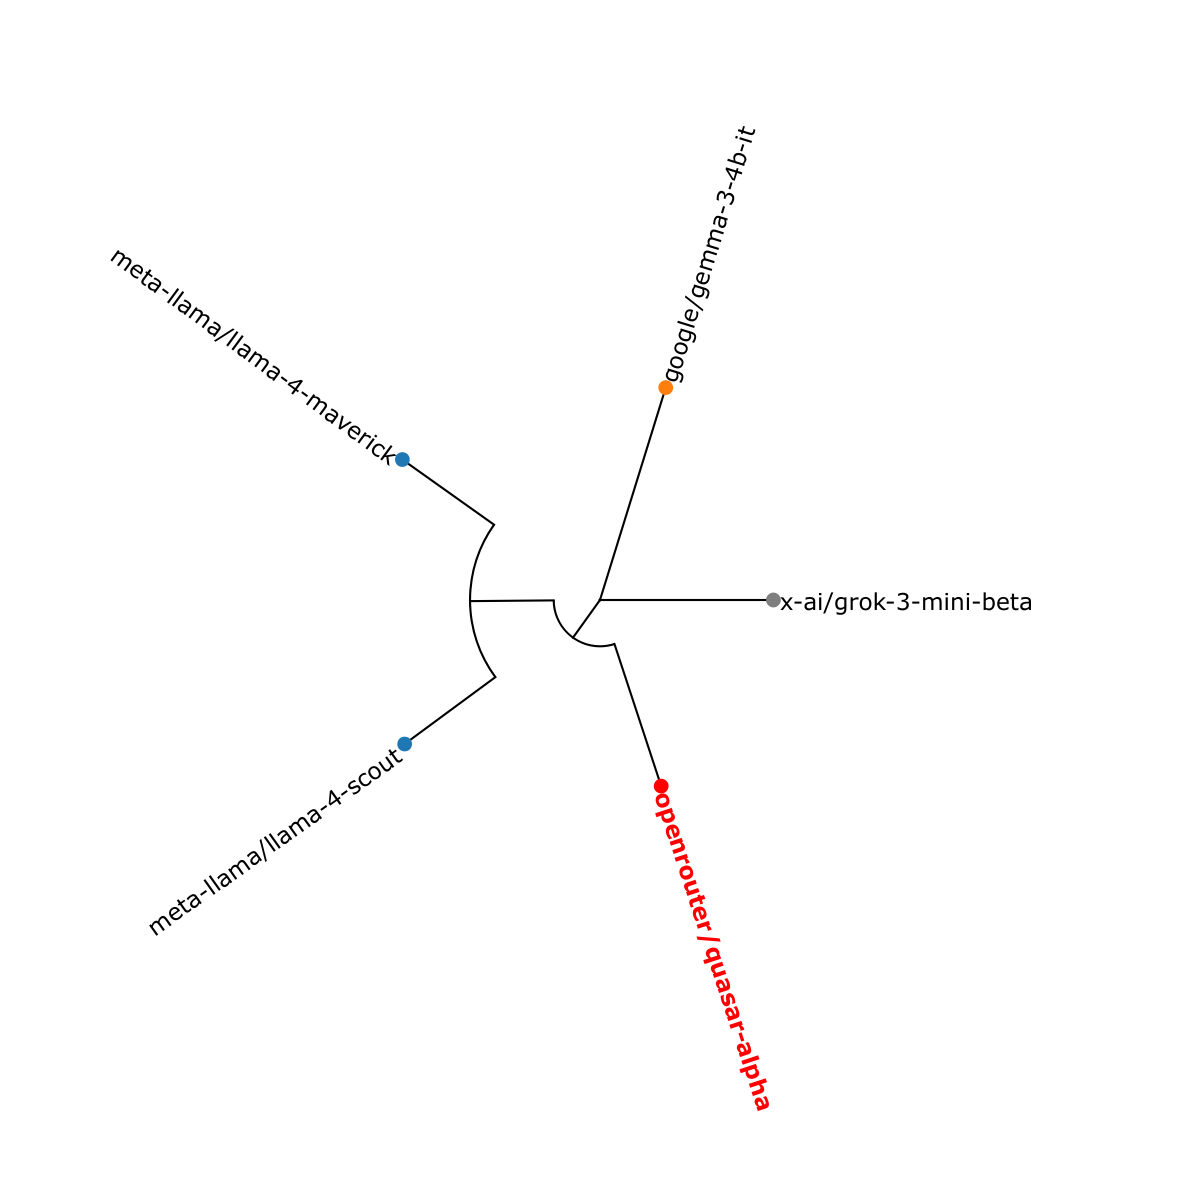 google/gemma-3-4b-it
meta-llama/llama-4-maverick
x-ai/grok-3-mini-beta
meta-llama/llama-4-scout
openrouter/quasar-alpha